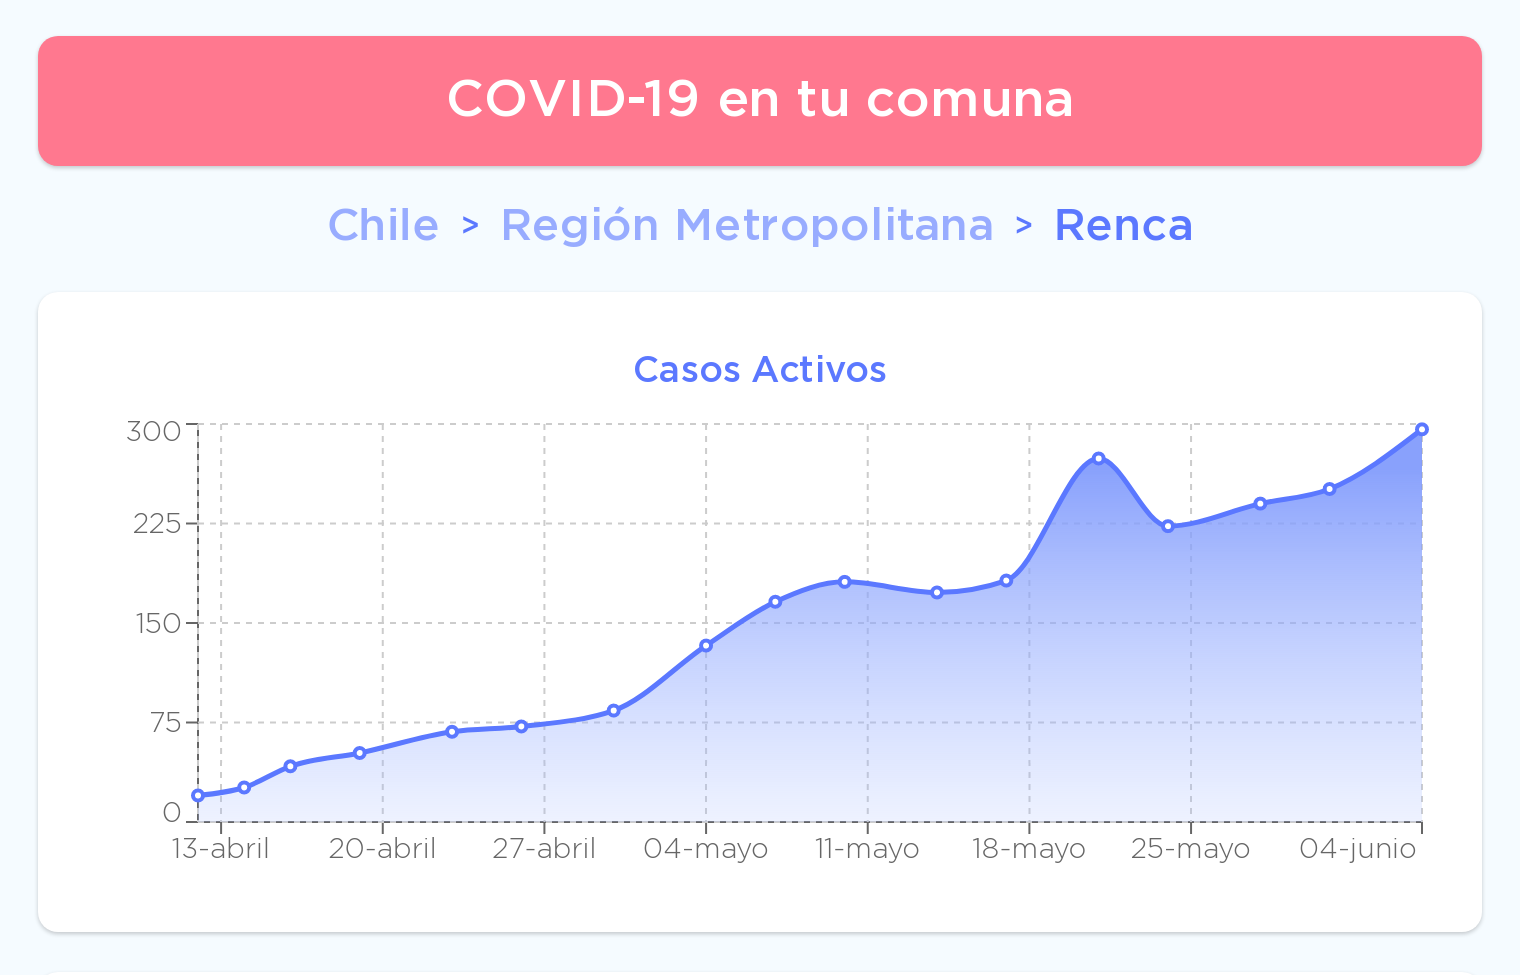 COVID-19 en tu comuna
Chile > Región Metropolitana > Renca
Casos Activos
300
225
150
75
0
13-abril 20-abril 27-abril 04-mayo 11-mayo 18-mayo 25-mayo 04-junio